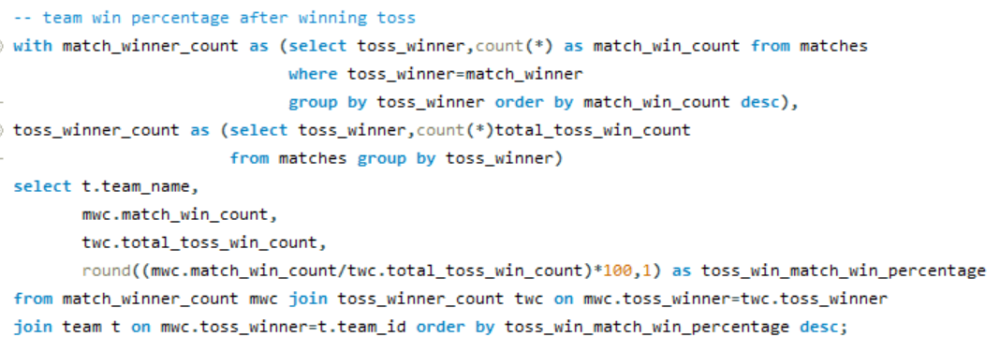 -- team win percentage after winning toss
with match_winner_count as (select toss_winner,count(*) as match_win_count from matches
where toss_winner=match_winner
group by toss_winner order by match_win_count desc),
toss_winner_count as (select toss_winner,count(*)total_toss_win_count
from matches group by toss_winner)
select t.team_name,
mwc.match_win_count,
twc.total_toss_win_count,
round((mwc.match_win_count/twc.total_toss_win_count)*100,1) as toss_win_match_win_percentage
from match_winner_count mwc join toss_winner_count twc on mwc.toss_winner=twc.toss_winner
join team t on mwc.toss_winner=t.team_id order by toss_win_match_win_percentage desc;